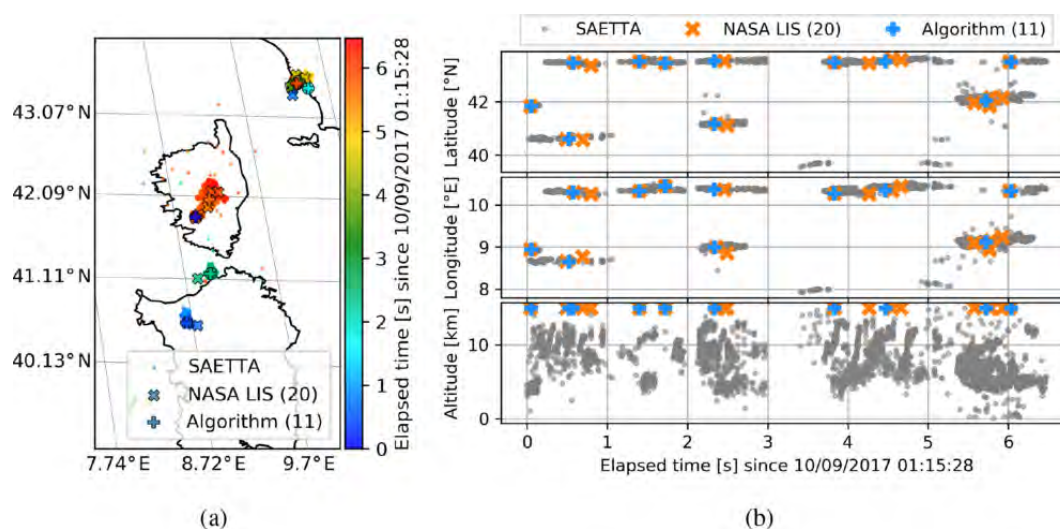 43.07° N
42.09° N
41.11° N
40.13° N
7.74° E 8.72° E 9.7° E
SAETTA
NASA LIS (20)
Algorithm (11)
6
5
4
3
2
1
0
Elapsed time [s] since 10/09/2017 01:15:28
(a)
SAETTA NASA LIS (20) Algorithm (11)
Latitude [°N]
42
40
Longitude [°E]
10
9
8
Altitude [km]
10
0
0 1 2 3 4 5 6
Elapsed time [s] since 10/09/2017 01:15:28
(b)